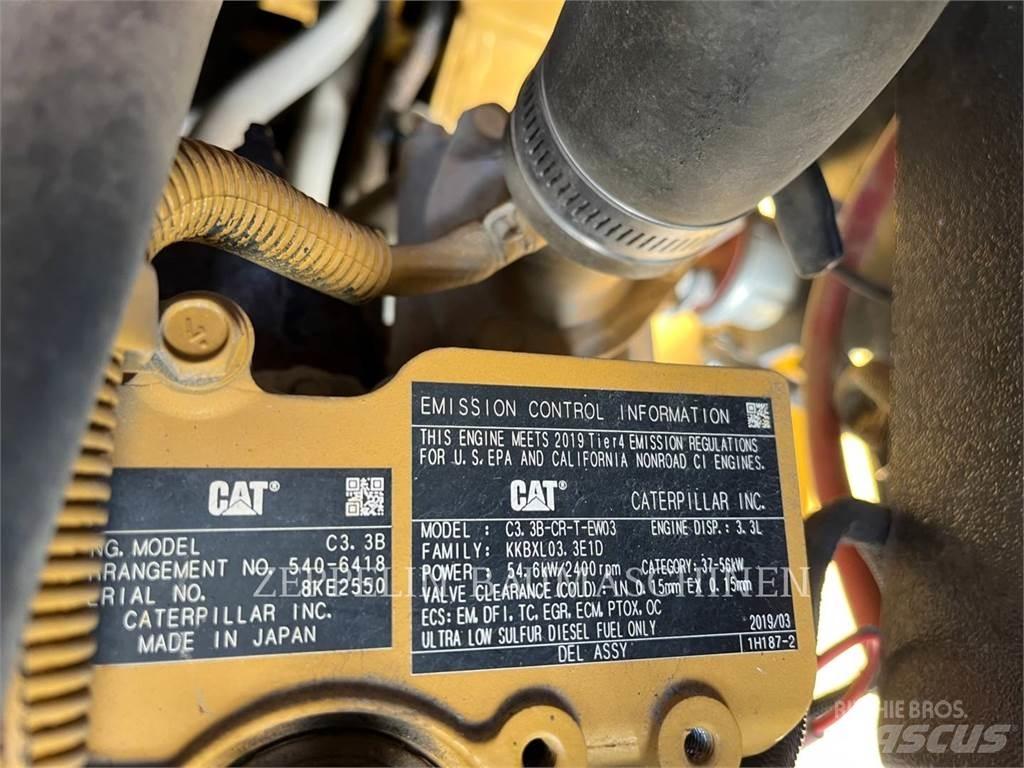 CAT®
NG. MODEL C3.3B
RRANGEMENT NO. 540-6418
ERIAL NO. 8KE2550
CATERPILLAR INC.
MADE IN JAPAN
EMISSION CONTROL INFORMATION
THIS ENGINE MEETS 2019 Tier4 EMISSION REGULATIONS
FOR U.S.EPA AND CALIFORNIA NONROAD CI ENGINES.
CAT® CATERPILLAR INC.
MODEL : C3.3B-CR-T-EW03 ENGINE DISP.: 3.3L
FAMILY: KKBXL03.3E1D
POWER : 54.6kW/2400rpm CATEGORY:37-56kW
VALVE CLEARANCE(COLD): IN 0.15mm EX 0.15mm
ECS: EM, DFI, TC, EGR, ECM, PTOX, OC
ULTRA LOW SULFUR DIESEL FUEL ONLY 2019/03
DEL ASSY 1H187-2
ZEPPELIN BAUMASCHINEN
RITCHIE BROS.
Mascus